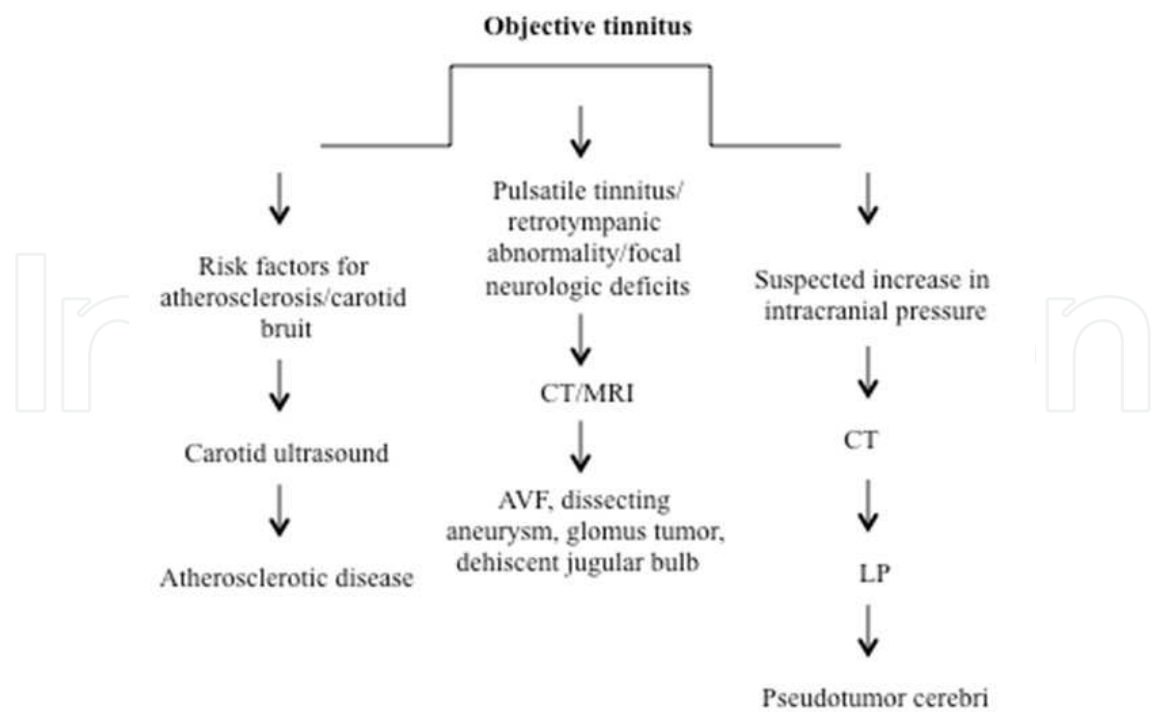 Objective tinnitus
Risk factors for
atherosclerosis/carotid
bruit
Carotid ultrasound
Atherosclerotic disease
Pulsatile tinnitus/
retrotympanic
abnormality/focal
neurologic deficits
CT/MRI
AVF, dissecting
aneurysm, glomus tumor,
dehiscent jugular bulb
Suspected increase in
intracranial pressure
CT
LP
Pseudotumor cerebri